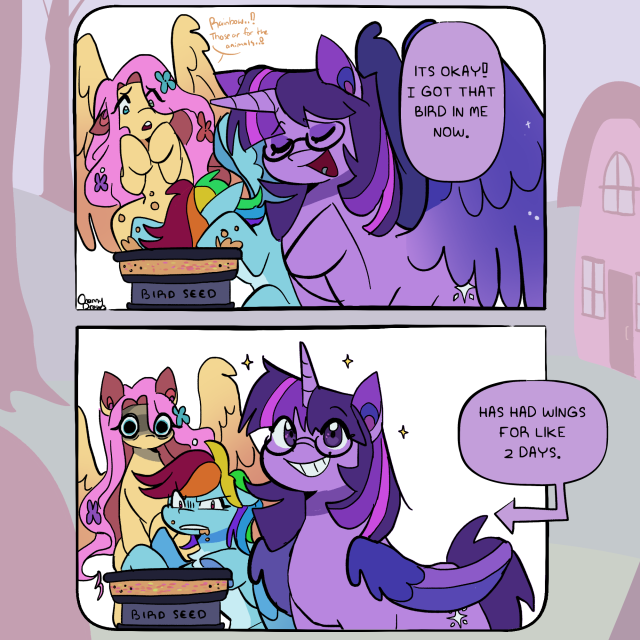 Rainbow..!
Those ar for the
animals..!
ITS OKAY!
I GOT THAT
BIRD IN ME
NOW.
BIRD SEED
HAS HAD WINGS
FOR LIKE
2 DAYS.
BIRD SEED